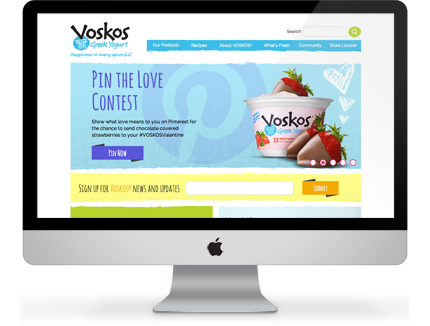 Voskos
Greek Yogurt
Happiness in every spoonful!
Search
Our Products Recipes About VOSKOS® What's Fresh Community Store Locator
PIN THE LOVE
CONTEST
Show what love means to you on Pinterest for
the chance to send chocolate covered
strawberries to your #VOSKOSValentine
PIN NOW
Voskos
Greek Yogurt
2X PROTEIN
SIGN UP FOR VOSKOS® NEWS AND UPDATES
SUBMIT